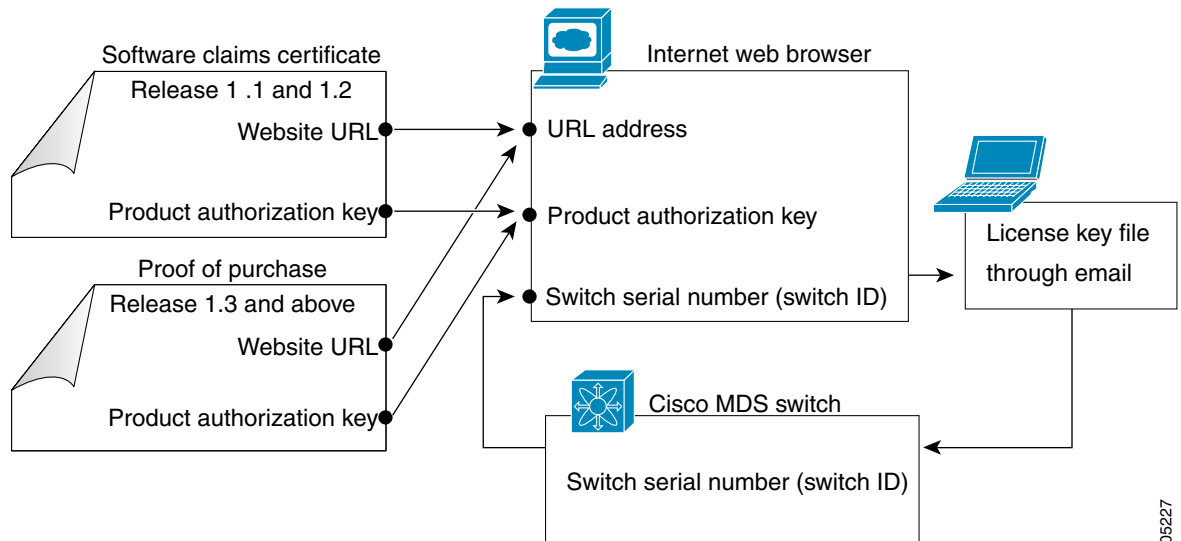 Software claims certificate
Release 1 .1 and 1.2
Website URL
Product authorization key
Proof of purchase
Release 1.3 and above
Website URL
Product authorization key
Internet web browser
URL address
Product authorization key
Switch serial number (switch ID)
License key file
through email
Cisco MDS switch
Switch serial number (switch ID)
05227